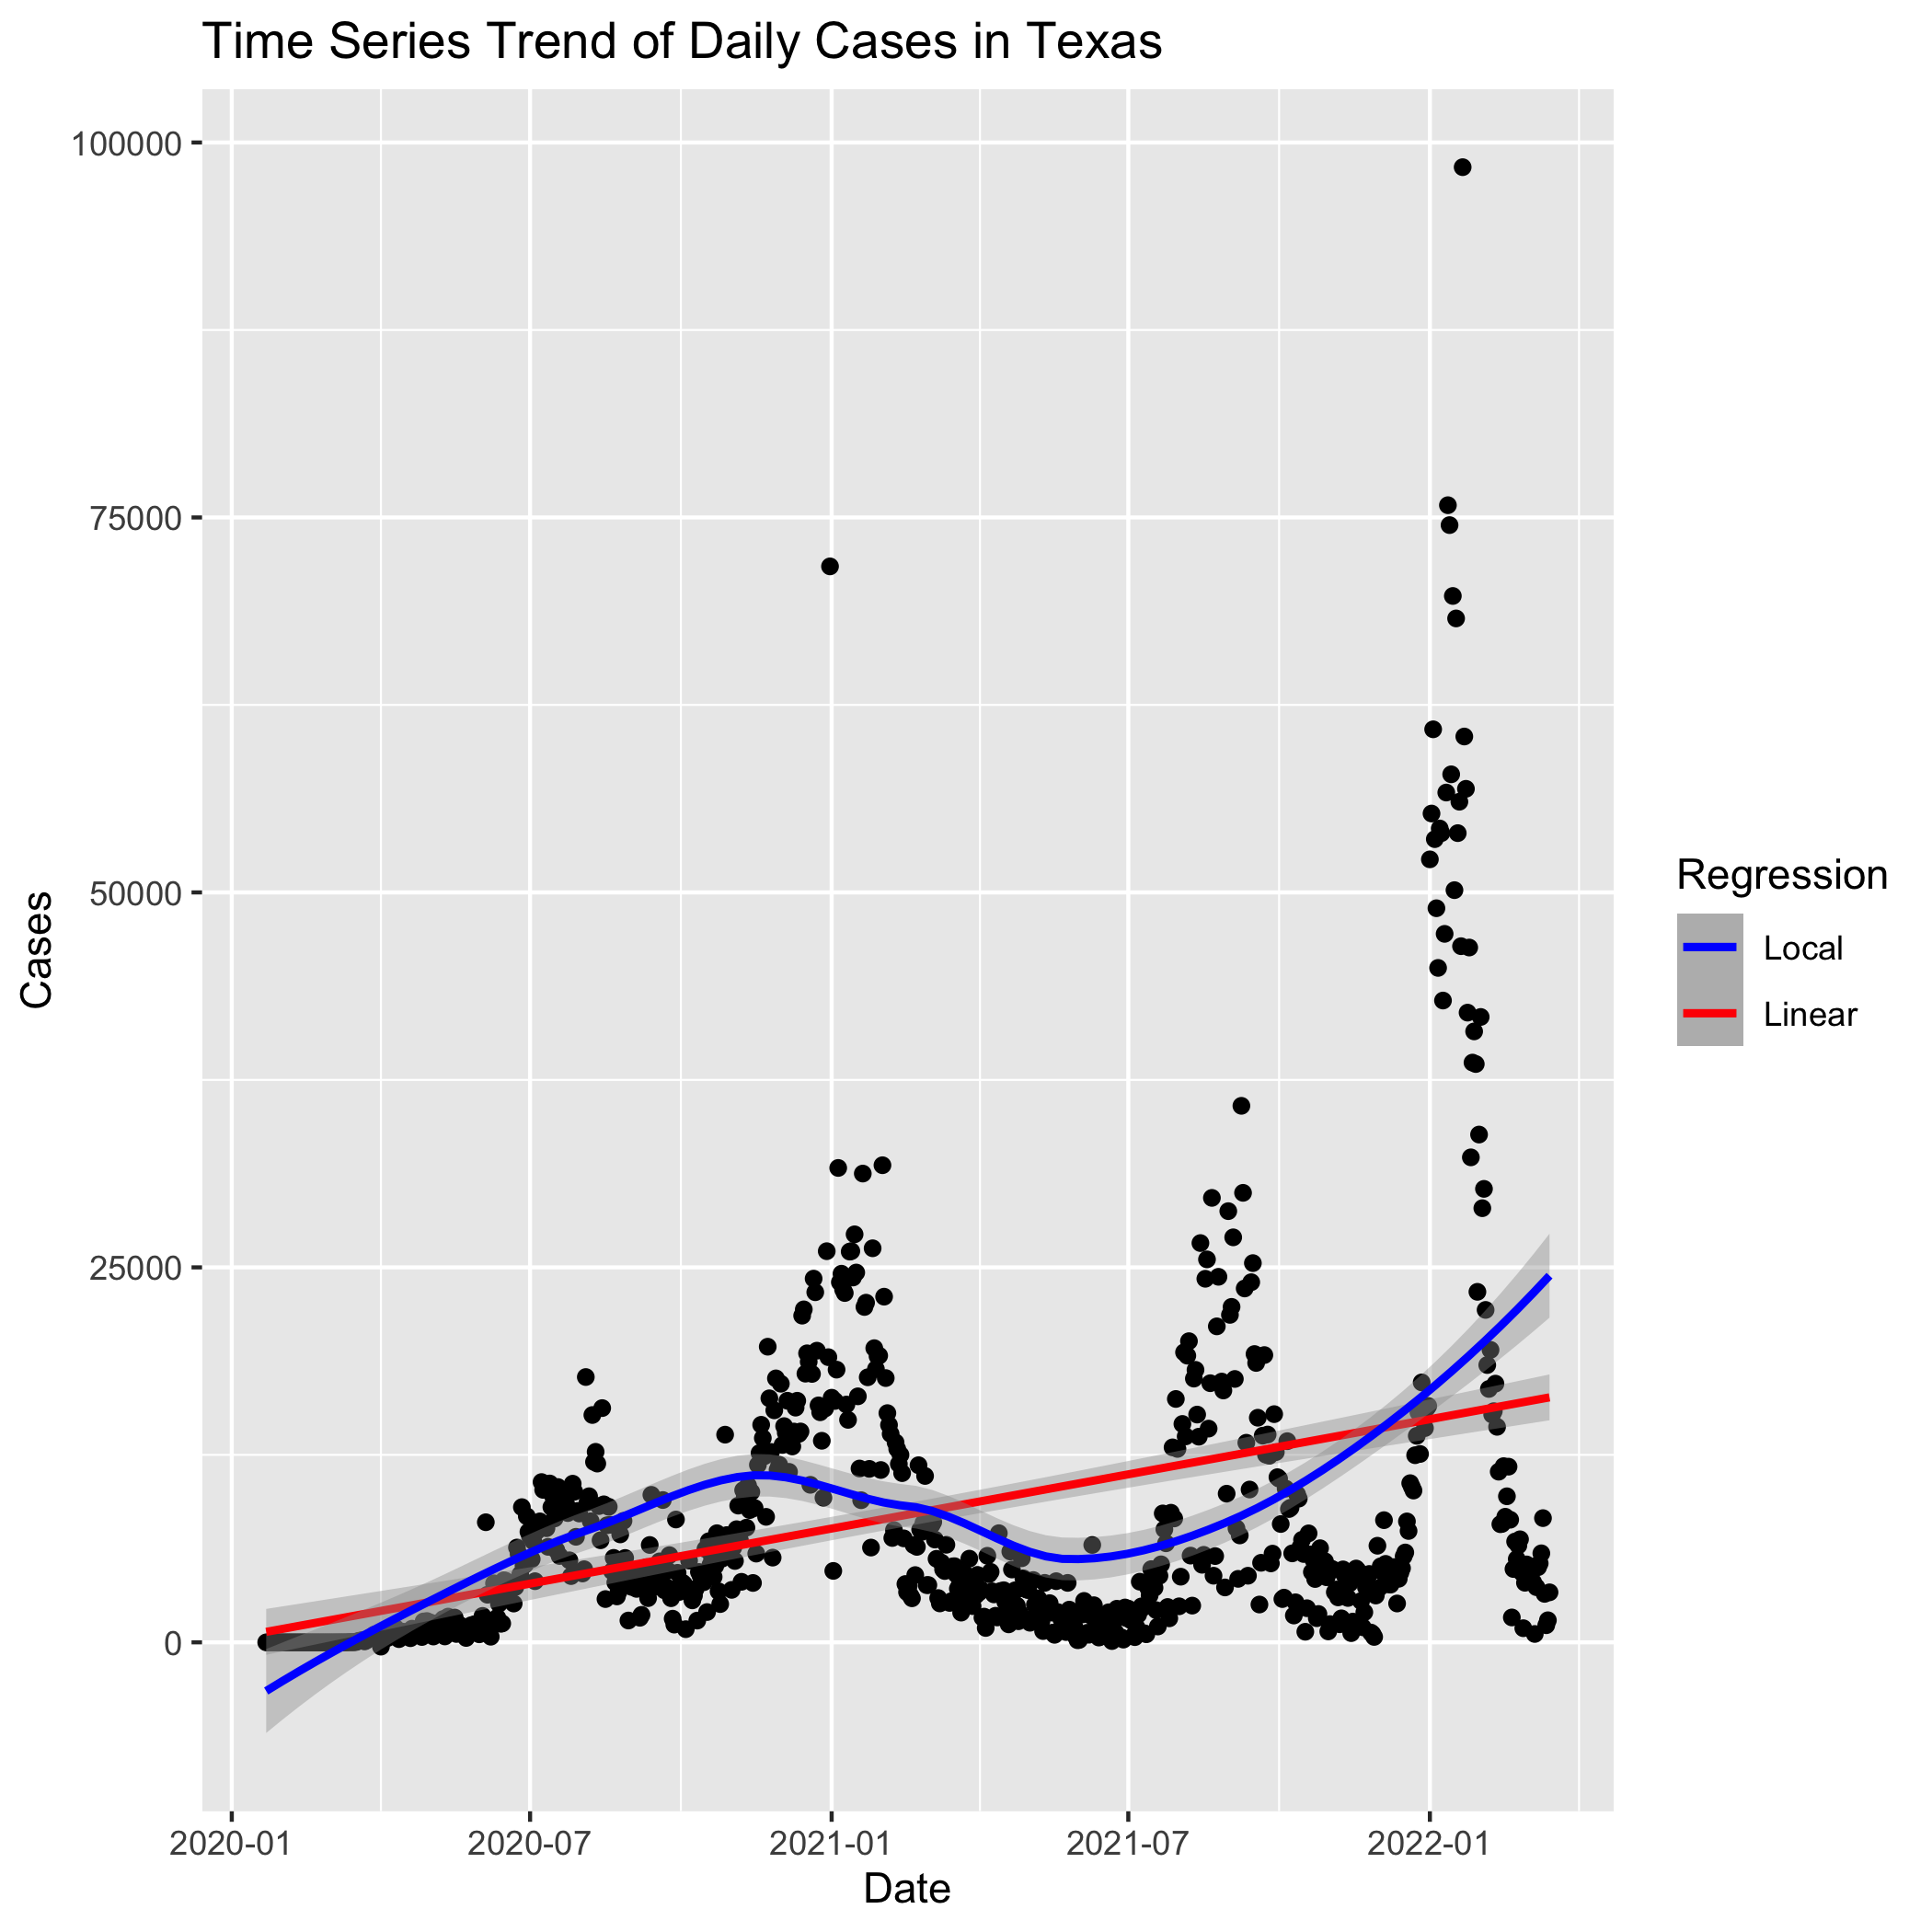 Time Series Trend of Daily Cases in Texas
100000
75000
50000
25000
0
Cases
2020-01
2020-07
2021-01
2021-07
2022-01
Date
Regression
Local
Linear